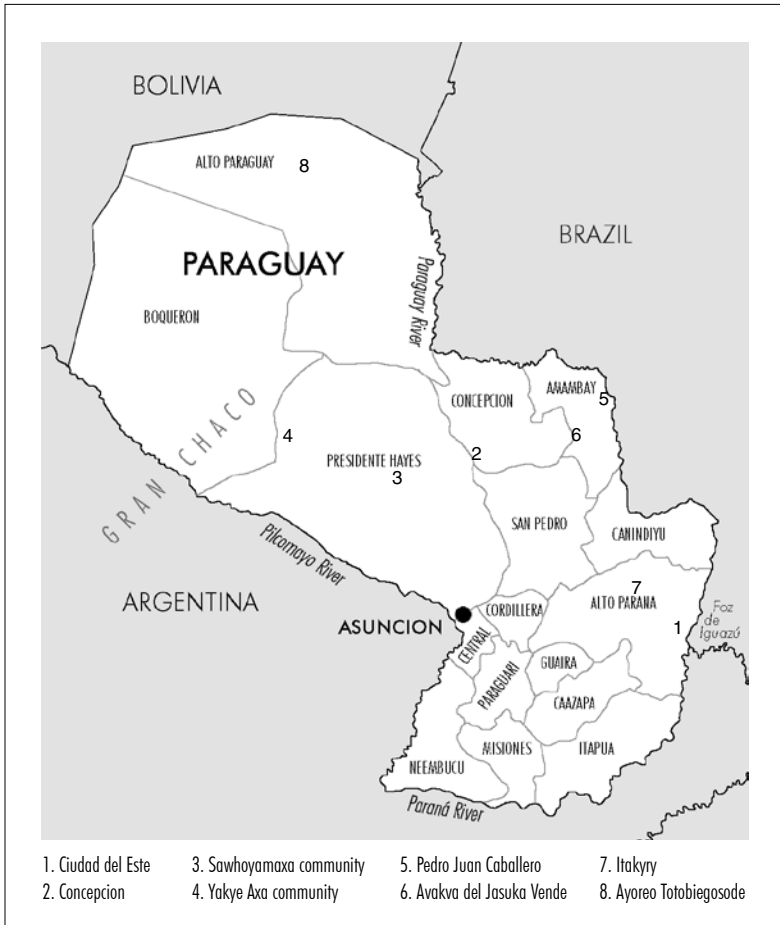 BOLIVIA
ALTO PARAGUAY 8
BRAZIL
PARAGUAY
Paraguay River
BOQUERON
AMAMBAY
5
CONCEPCION
GRAN CHACO
4
6
2
PRESIDENTE HAYES
3
SAN PEDRO
CANINDIYU
Pilcomayo River
7
ARGENTINA
CORDILLERA
ALTO PARANA
Foz
de
Iguazú
ASUNCION
1
CENTRAL
GUAIRA
PARAGUARI
CAAZAPA
MISIONES
ITAPUA
NEEMBUCU
Paraná River
1. Ciudad del Este 3. Sawhoyamaxa community 5. Pedro Juan Caballero 7. Itakyry
2. Concepcion 4. Yakye Axa community 6. Avakva del Jasuka Vende 8. Ayoreo Totobiegosode